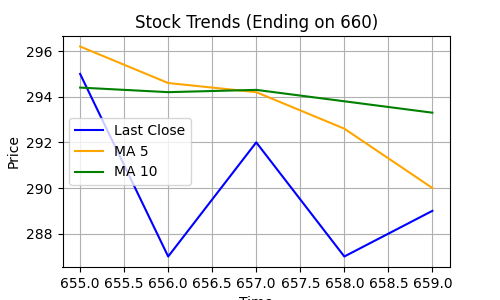 Stock Trends (Ending on 660)
Price
296
294
292
290
288
Last Close
MA 5
MA 10
655.0 655.5 656.0 656.5 657.0 657.5 658.0 658.5 659.0
Time